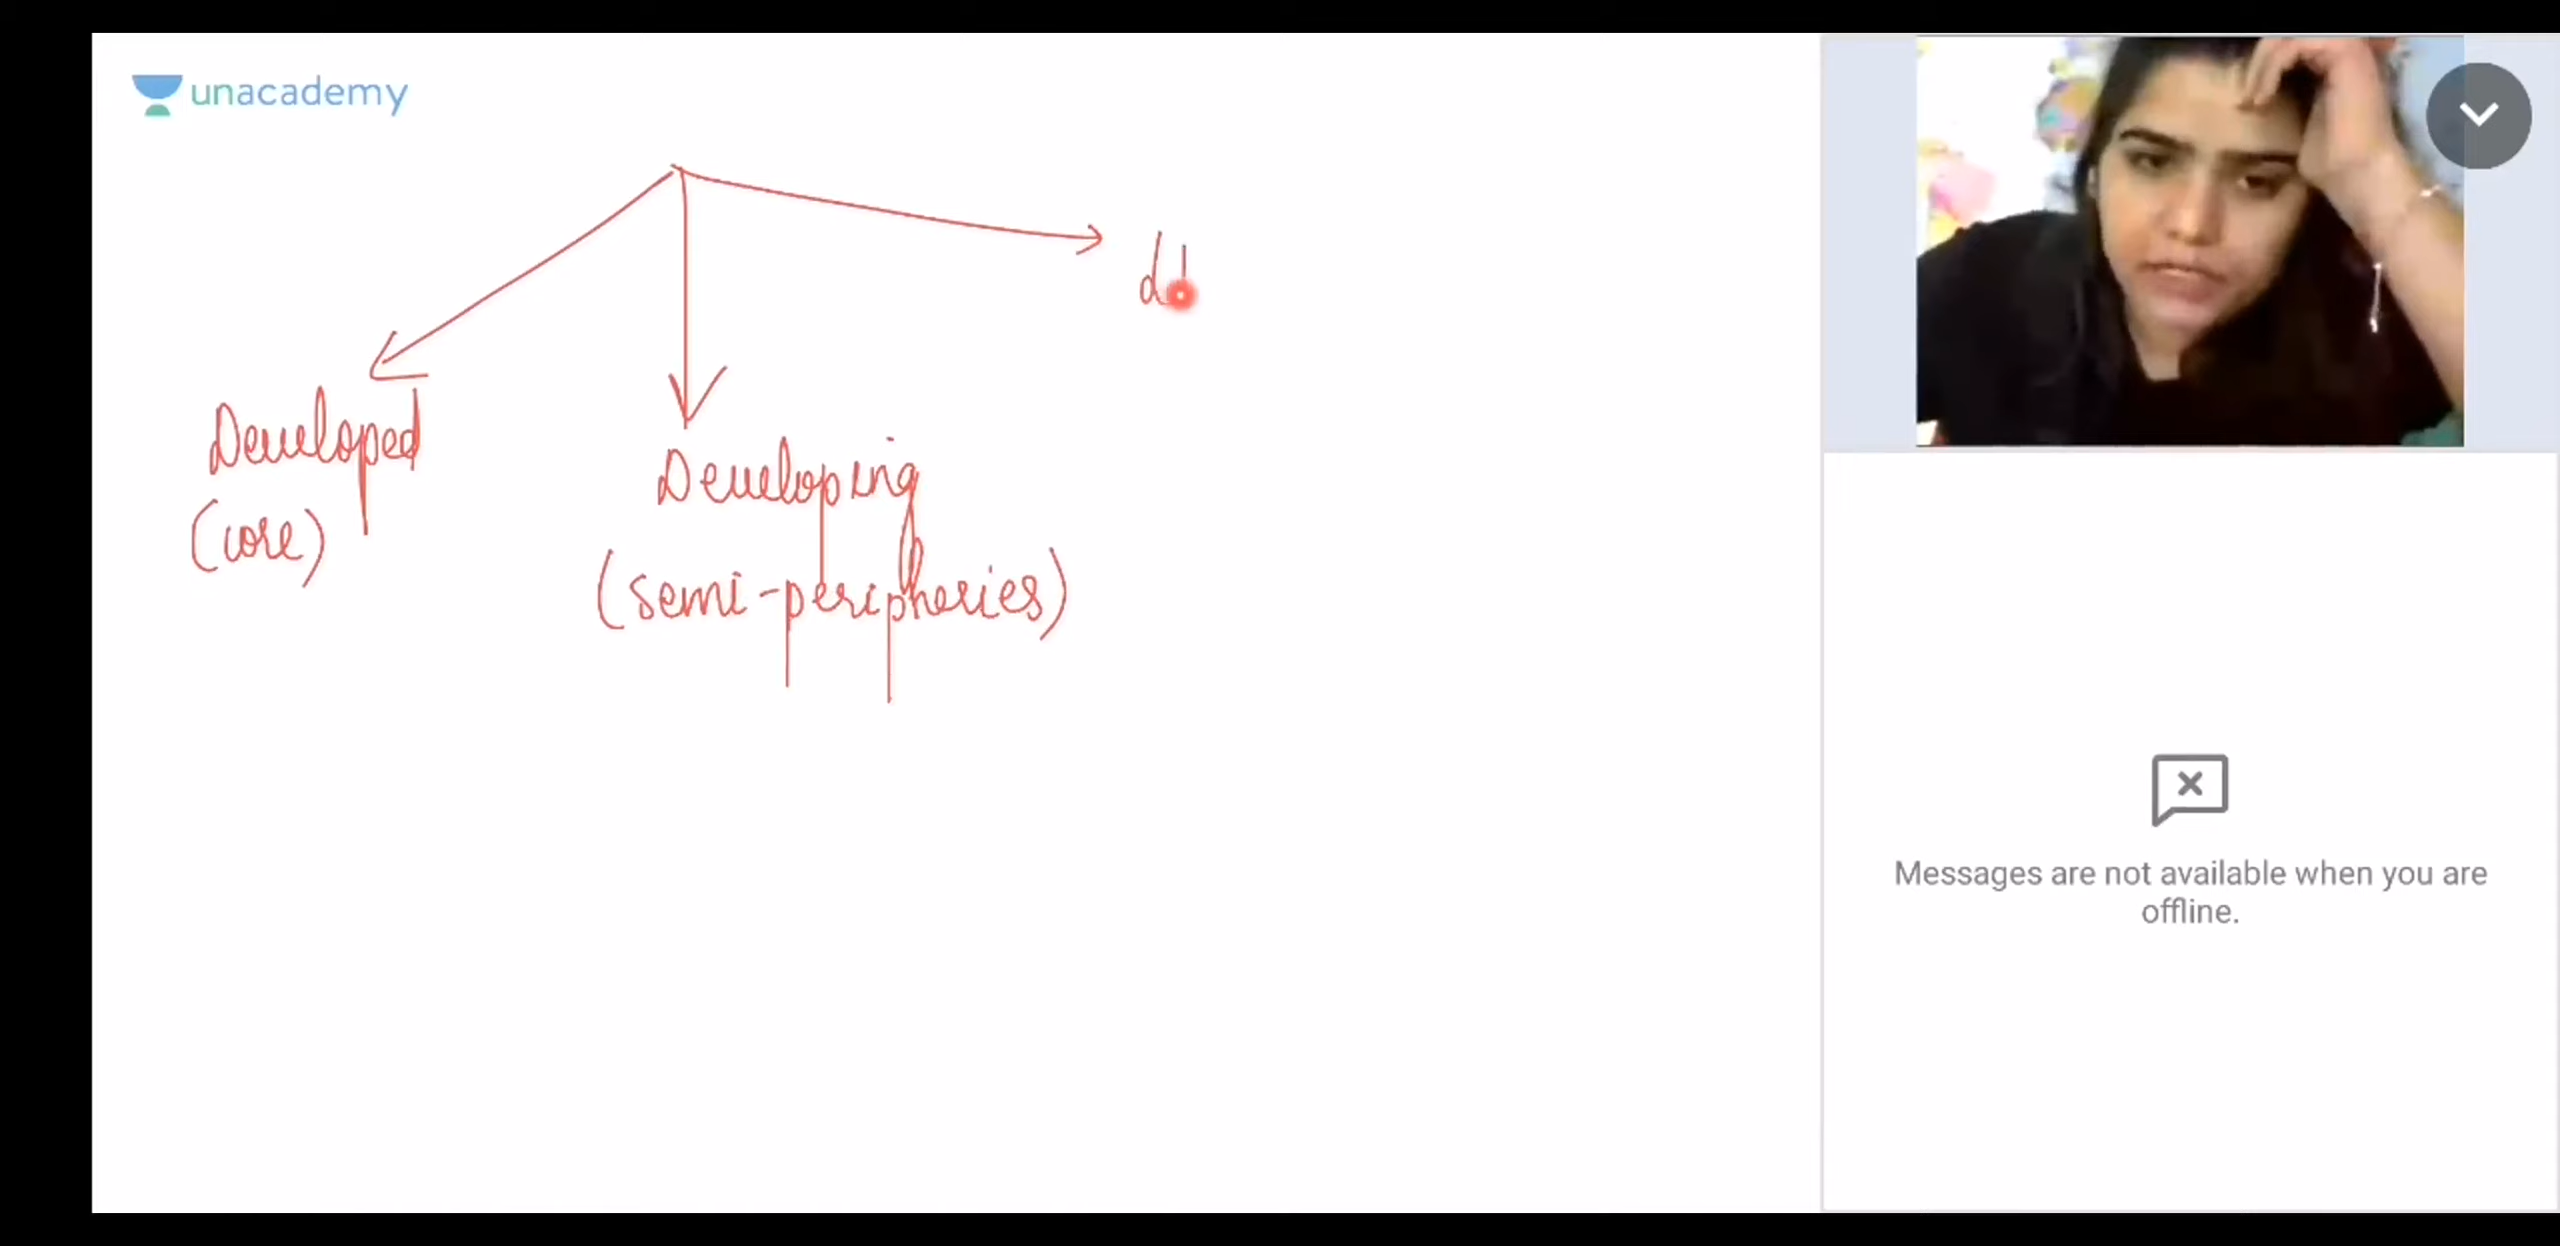 unacademy
Developed
(core)
Developing
(semi-peripheries)
Messages are not available when you are
offline.